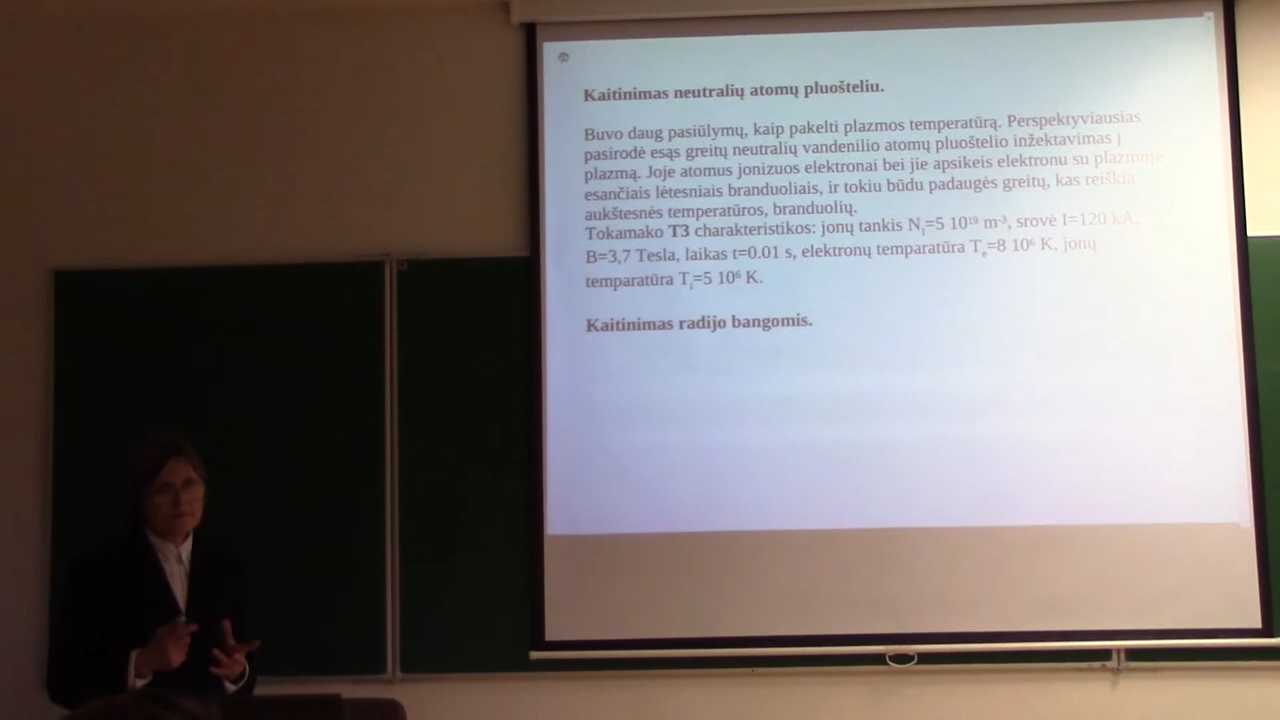 Kaitinimas neutralių atomų pluošteliu.
Buvo daug pasiūlymų, kaip pakelti plazmos temperatūrą. Perspektyviausias
pasirodė esąs greitų neutralių vandenilio atomų pluoštelio inžektavimas į
plazmą. Joje atomus jonizuos elektronai bei jie apsikeis elektronu su plazmoje
esančiais lėtesniais branduoliais, ir tokiu būdu padaugės greitų, kas reiškia
aukštesnės temperatūros, branduolių.
Tokamako T3 charakteristikos: jonų tankis Nᵢ=5 10¹⁹ m⁻³, srovė I=120 kA,
B=3,7 Tesla, laikas t=0.01 s, elektronų temparatūra Tₑ=8 10⁶ K, jonų
temparatūra Tᵢ=5 10⁶ K.
Kaitinimas radijo bangomis.